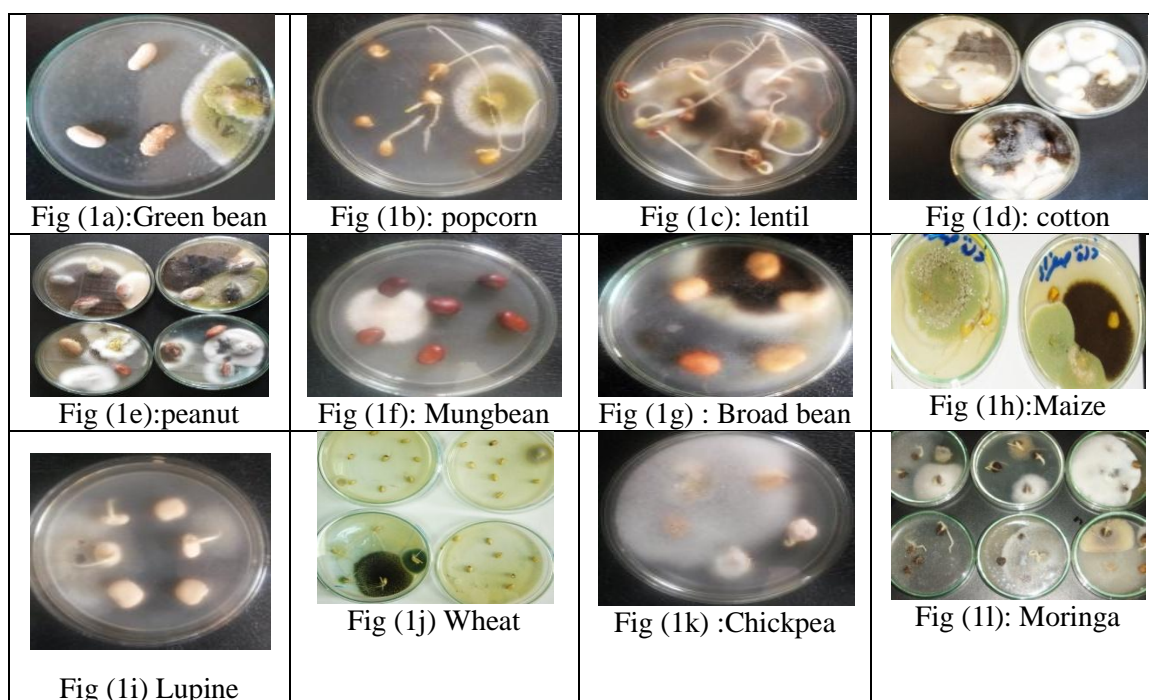 Fig (1a):Green bean
Fig (1b): popcorn
Fig (1c): lentil
Fig (1d): cotton
Fig (1e):peanut
Fig (1f): Mungbean
Fig (1g) : Broad bean
ذرة صفراء
Fig (1h):Maize
Fig (1i) Lupine
Fig (1j) Wheat
Fig (1k) :Chickpea
Fig (1l): Moringa